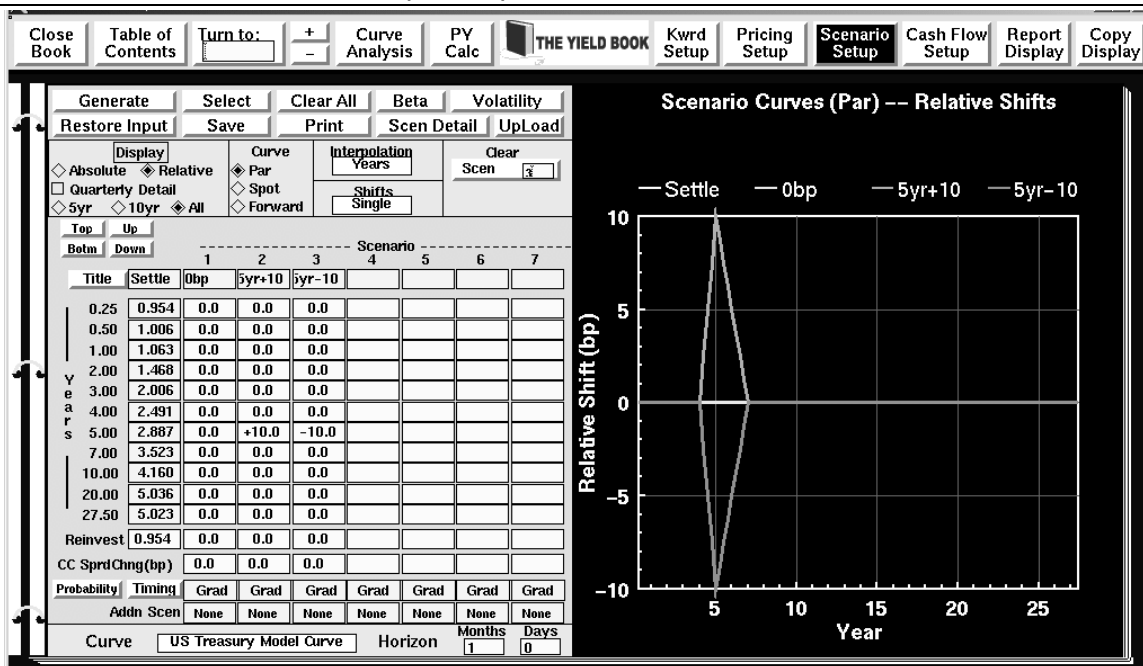 Close Book Table of Contents Turn to: + - Curve Analysis PY Calc THE YIELD BOOK Kwrd Setup Pricing Setup Scenario Setup Cash Flow Setup Report Display Copy Display
Generate Select Clear All Beta Volatility
Restore Input Save Print Scen Detail UpLoad
Display Curve Interpolation Clear
Absolute Relative Par Years Scen
Quarterly Detail Spot Shifts
5yr 10yr All Forward Single
Top Up
Botm Down Scenario
1 2 3 4 5 6 7
Title Settle 0bp 5yr+10 5yr-10
Years
0.25 0.954 0.0 0.0 0.0
0.50 1.006 0.0 0.0 0.0
1.00 1.063 0.0 0.0 0.0
2.00 1.468 0.0 0.0 0.0
3.00 2.006 0.0 0.0 0.0
4.00 2.491 0.0 0.0 0.0
5.00 2.887 0.0 +10.0 -10.0
7.00 3.523 0.0 0.0 0.0
10.00 4.160 0.0 0.0 0.0
20.00 5.036 0.0 0.0 0.0
27.50 5.023 0.0 0.0 0.0
Reinvest 0.954 0.0 0.0 0.0
CC SprdChng(bp) 0.0 0.0 0.0
Probability Timing Grad Grad Grad Grad Grad Grad Grad
Addn Scen None None None None None None None
Curve US Treasury Model Curve Horizon Months 1 Days 0
Scenario Curves (Par) -- Relative Shifts
Settle 0bp 5yr+10 5yr-10
Relative Shift (bp)
10
5
0
-5
-10
5 10 15 20 25
Year